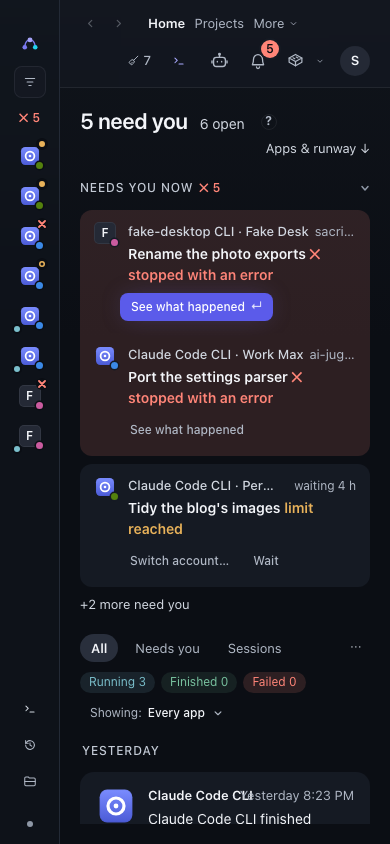 Home Projects More
7 5 S
5
5 need you 6 open ?
Apps & runway ↓
NEEDS YOU NOW 5
F fake-desktop CLI · Fake Desk sacri...
Rename the photo exports
stopped with an error
See what happened
Claude Code CLI · Work Max ai-jug...
Port the settings parser
stopped with an error
F
See what happened
F
Claude Code CLI · Per... waiting 4 h
Tidy the blog's images limit
reached
Switch account... Wait
+2 more need you
All Needs you Sessions ...
Running 3 Finished 0 Failed 0
Showing: Every app
YESTERDAY
Claude Code CLI Yesterday 8:23 PM
Claude Code CLI finished